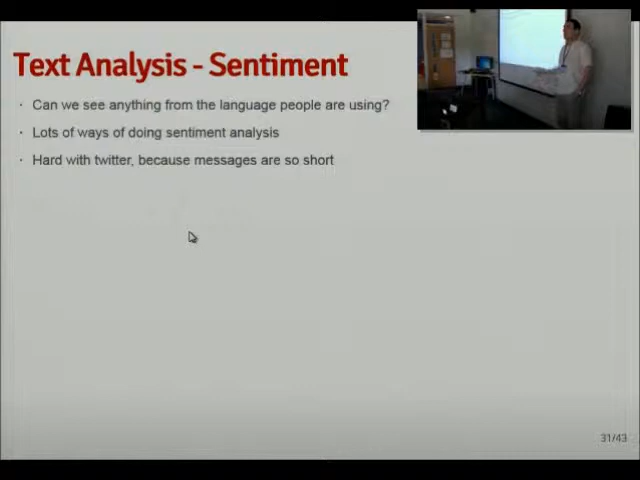 Text Analysis - Sentiment
· Can we see anything from the language people are using?
· Lots of ways of doing sentiment analysis
· Hard with twitter, because messages are so short
31/43